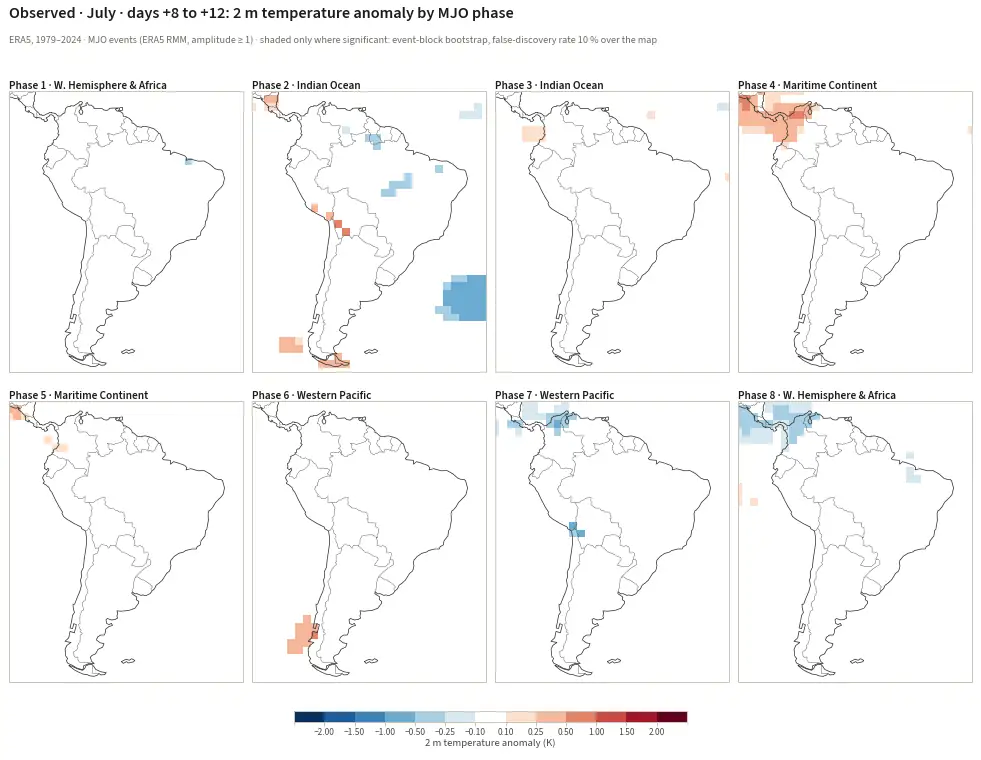 Observed · July · days +8 to +12: 2 m temperature anomaly by MJO phase
ERA5, 1979–2024 · MJO events (ERA5 RMM, amplitude ≥ 1) · shaded only where significant: event-block bootstrap, false-discovery rate 10 % over the map
Phase 1 · W. Hemisphere & Africa
Phase 2 · Indian Ocean
Phase 3 · Indian Ocean
Phase 4 · Maritime Continent
Phase 5 · Maritime Continent
Phase 6 · Western Pacific
Phase 7 · Western Pacific
Phase 8 · W. Hemisphere & Africa
−2.00 −1.50 −1.00 −0.50 −0.25 −0.10 0.10 0.25 0.50 1.00 1.50 2.00
2 m temperature anomaly (K)